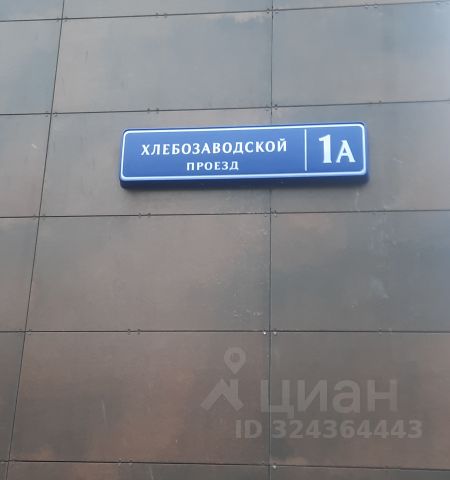 ХЛЕБОЗАВОДСКОЙ
ПРОЕЗД
1А
циан
ID 324364443